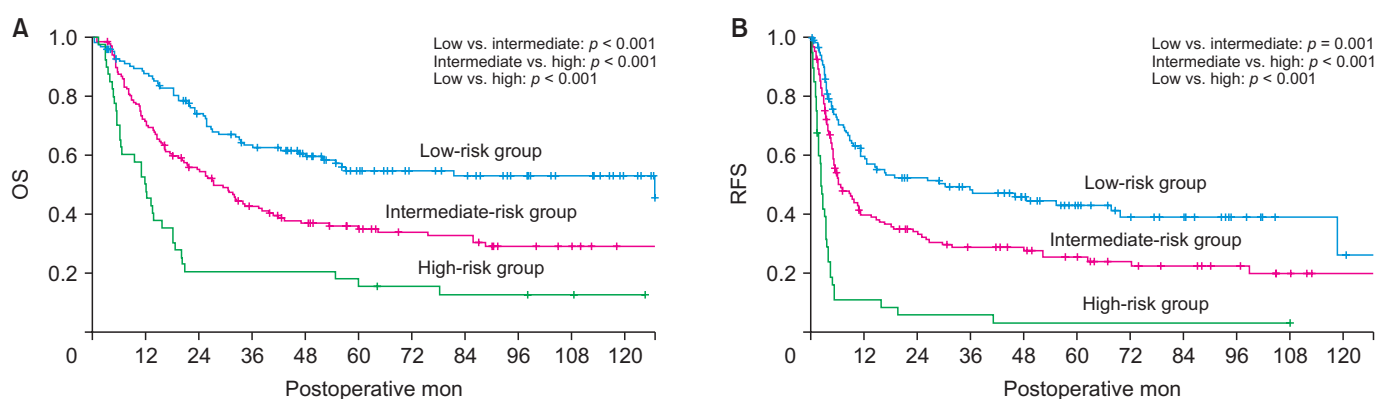 A
1.0
0.8
0.6
0.4
0.2
OS
Low vs. intermediate: p < 0.001
Intermediate vs. high: p < 0.001
Low vs. high: p < 0.001
Low-risk group
Intermediate-risk group
High-risk group
0 12 24 36 48 60 72 84 96 108 120
Postoperative mon
B
1.0
0.8
0.6
0.4
0.2
RFS
Low vs. intermediate: p = 0.001
Intermediate vs. high: p < 0.001
Low vs. high: p < 0.001
Low-risk group
Intermediate-risk group
High-risk group
0 12 24 36 48 60 72 84 96 108 120
Postoperative mon